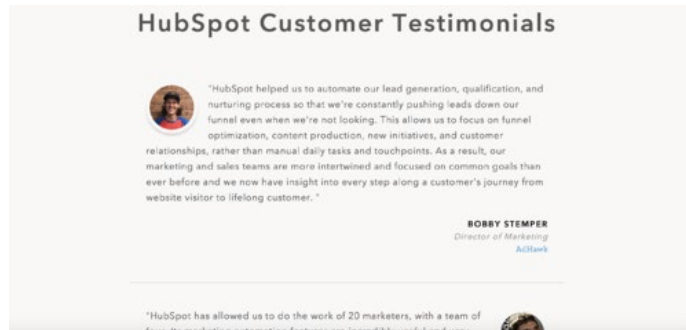 HubSpot Customer Testimonials
"HubSpot helped us to automate our lead generation, qualification, and
nurturing process so that we're constantly pushing leads down our
funnel even when we're not looking. This allows us to focus on funnel
optimization, content production, new initiatives, and customer
relationships, rather than manual daily tasks and touchpoints. As a result, our
marketing and sales teams are more intertwined and focused on common goals than
ever before and we now have insight into every step along a customer's journey from
website visitor to lifelong customer. "
BOBBY STEMPER
Director of Marketing
AdHawk
"HubSpot has allowed us to do the work of 20 marketers, with a team of